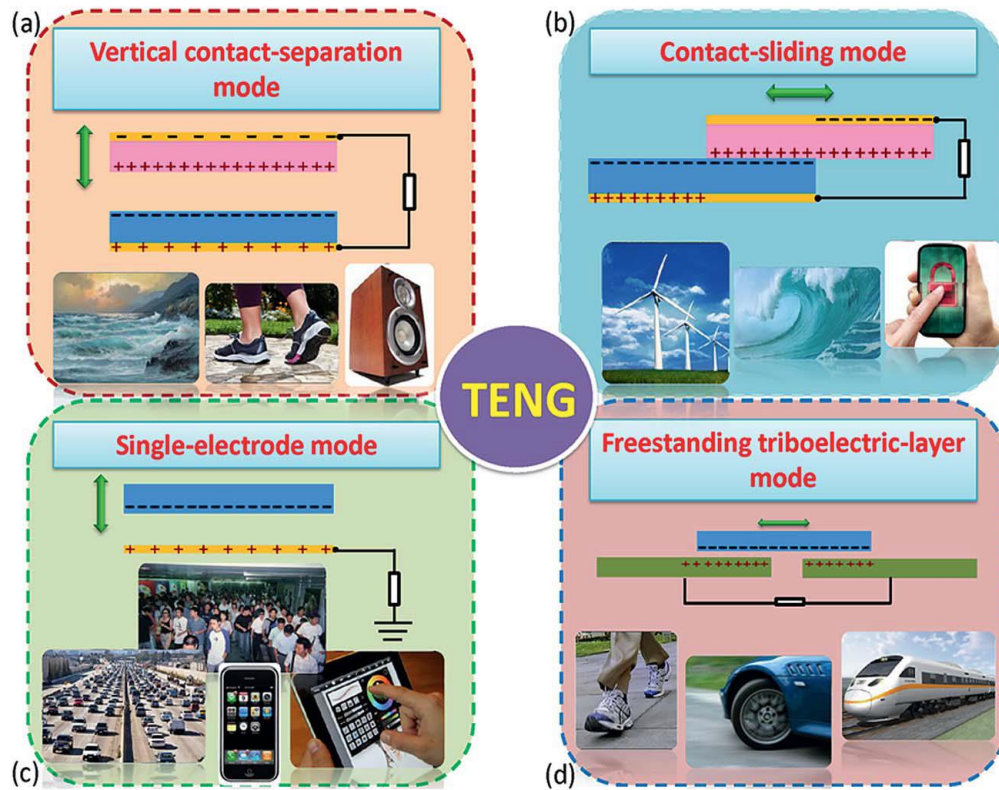 (a)
Vertical contact-separation
mode
(b)
Contact-sliding mode
TENG
Single-electrode mode
(c)
Freestanding triboelectric-layer
mode
(d)